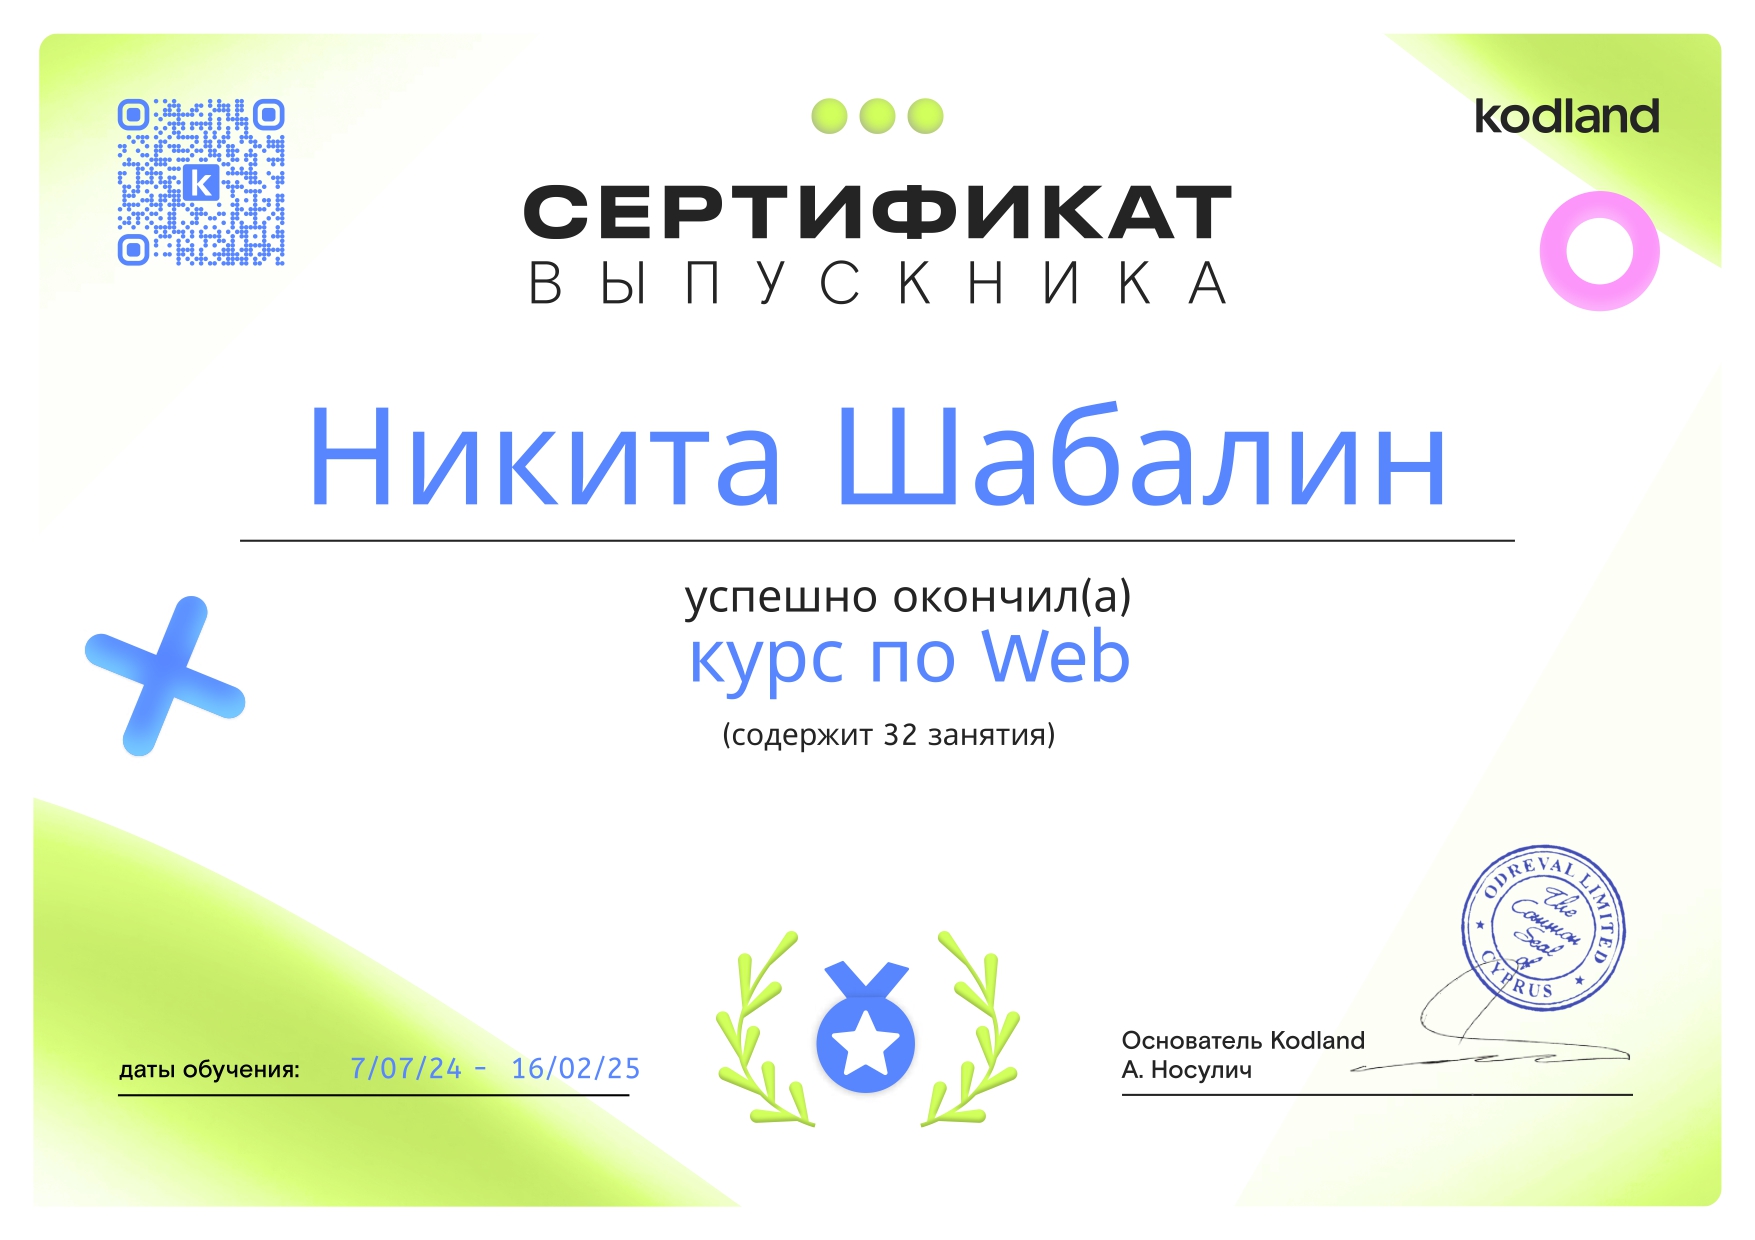 kodland
k
СЕРТИФИКАТ
ВЫПУСКНИКА
Никита Шабалин
успешно окончил(а)
курс по Web
(содержит 32 занятия)
ODREVAL LIMITED
CYPRUS
The
Common
Seal
of
даты обучения: 7/07/24 - 16/02/25
Основатель Kodland
А. Носулич